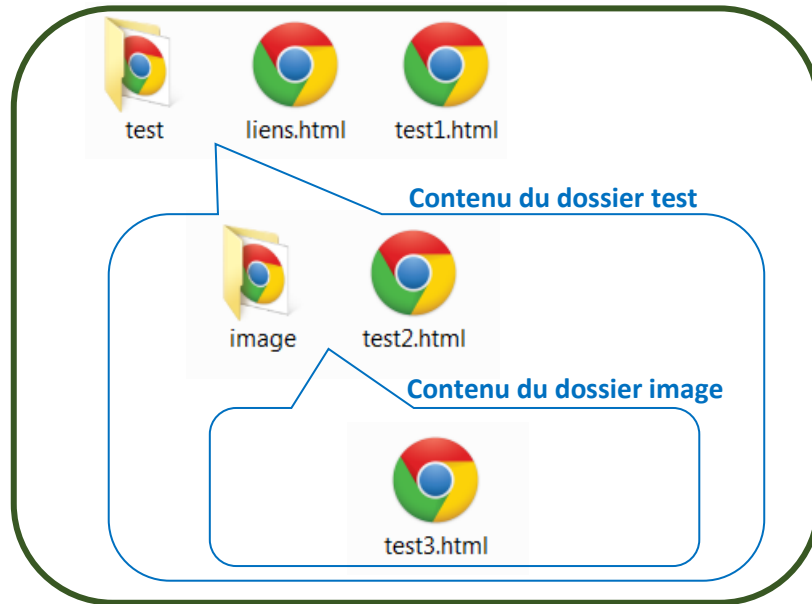 test liens.html test1.html
Contenu du dossier test
image test2.html
Contenu du dossier image
test3.html